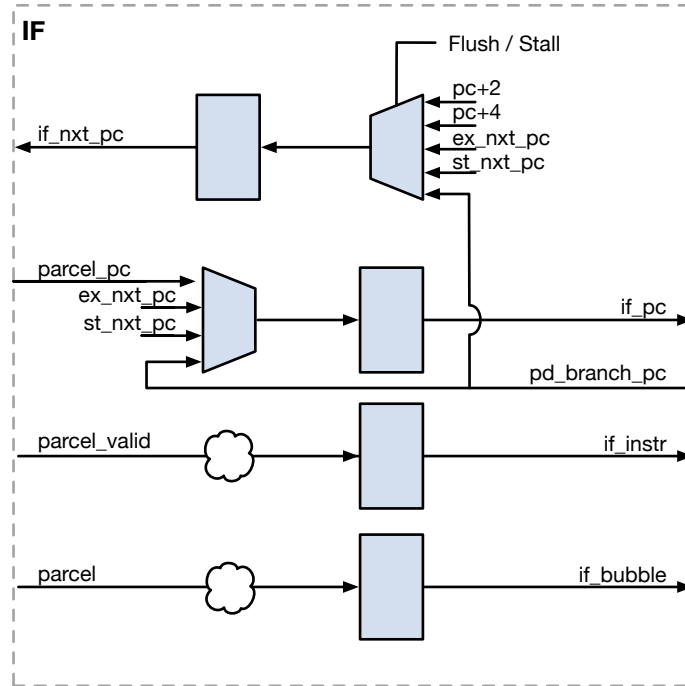 IF
Flush / Stall
pc+2
pc+4
if_nxt_pc
ex_nxt_pc
st_nxt_pc
parcel_pc
ex_nxt_pc
if_pc
st_nxt_pc
pd_branch_pc
parcel_valid
if_instr
parcel
if_bubble